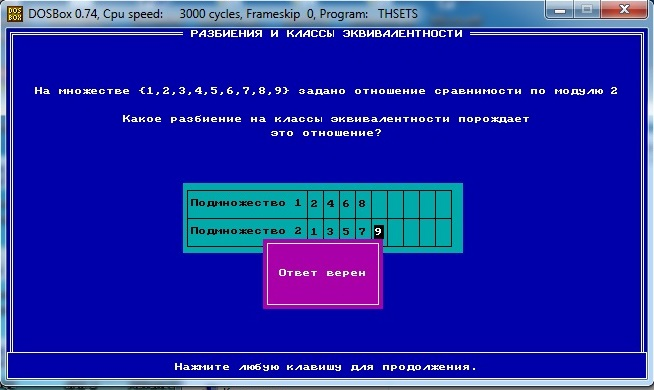 DOSBox 0.74, Cpu speed: 3000 cycles, Frameskip 0, Program: THSETS
РАЗБИЕНИЯ И КЛАССЫ ЭКВИВАЛЕНТНОСТИ
На множестве {1,2,3,4,5,6,7,8,9} задано отношение сравнимости по модулю 2
Какое разбиение на классы эквивалентности порождает
это отношение?
Подмножество 1 2 4 6 8
Подмножество 2 1 3 5 7 9
Ответ верен
Нажмите любую клавишу для продолжения.